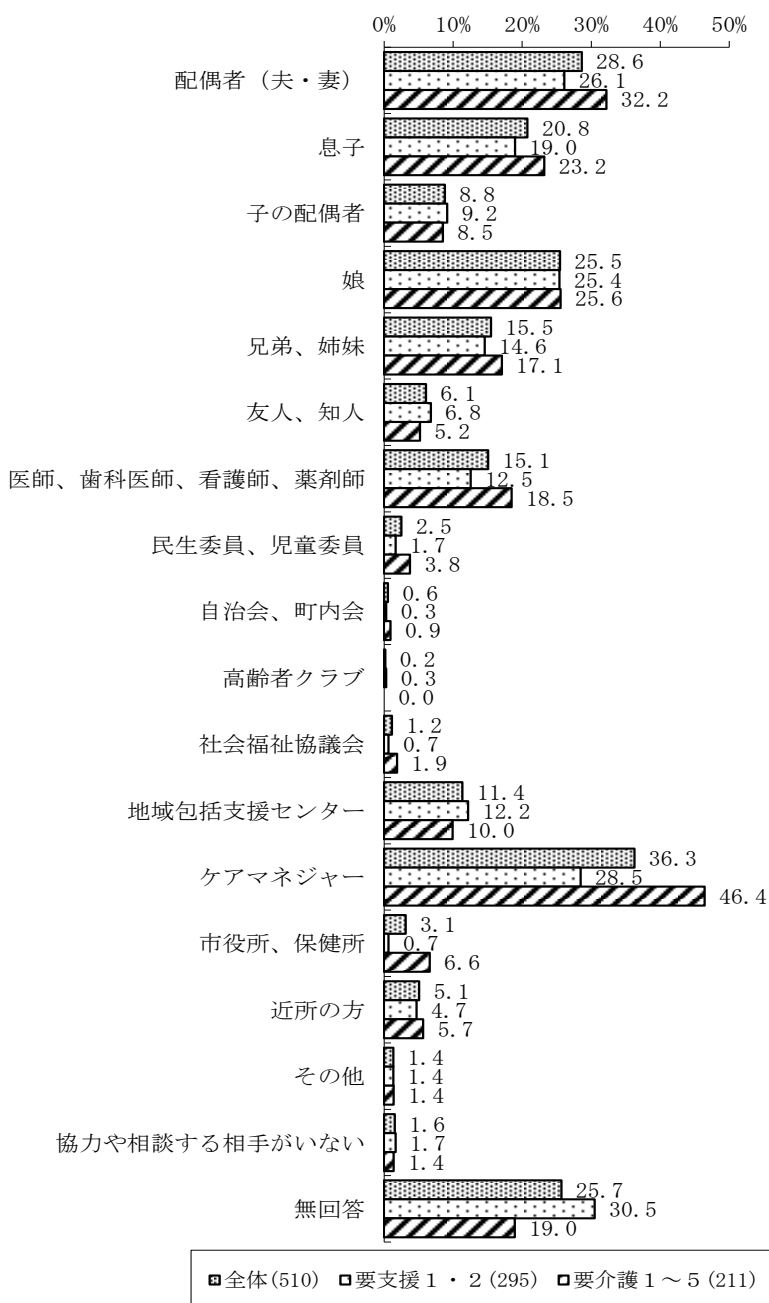 0% 10% 20% 30% 40% 50%
配偶者（夫・妻）
28.6
26.1
32.2
息子
20.8
19.0
23.2
子の配偶者
8.8
9.2
8.5
娘
25.5
25.4
25.6
兄弟、姉妹
15.5
14.6
17.1
友人、知人
6.1
6.8
5.2
医師、歯科医師、看護師、薬剤師
15.1
12.5
18.5
民生委員、児童委員
2.5
1.7
3.8
自治会、町内会
0.6
0.3
0.9
高齢者クラブ
0.2
0.3
0.0
社会福祉協議会
1.2
0.7
1.9
地域包括支援センター
11.4
12.2
10.0
ケアマネジャー
36.3
28.5
46.4
市役所、保健所
3.1
0.7
6.6
近所の方
5.1
4.7
5.7
その他
1.4
1.4
1.4
協力や相談する相手がいない
1.6
1.7
1.4
無回答
25.7
30.5
19.0
全体(510) 要支援１・２(295) 要介護１～５(211)